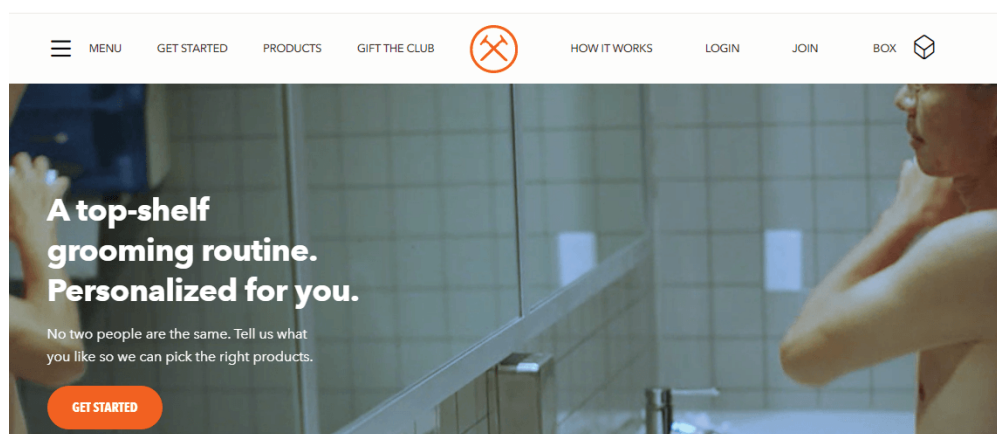 MENU GET STARTED PRODUCTS GIFT THE CLUB HOW IT WORKS LOGIN JOIN BOX
A top-shelf
grooming routine.
Personalized for you.
No two people are the same. Tell us what
you like so we can pick the right products.
GET STARTED